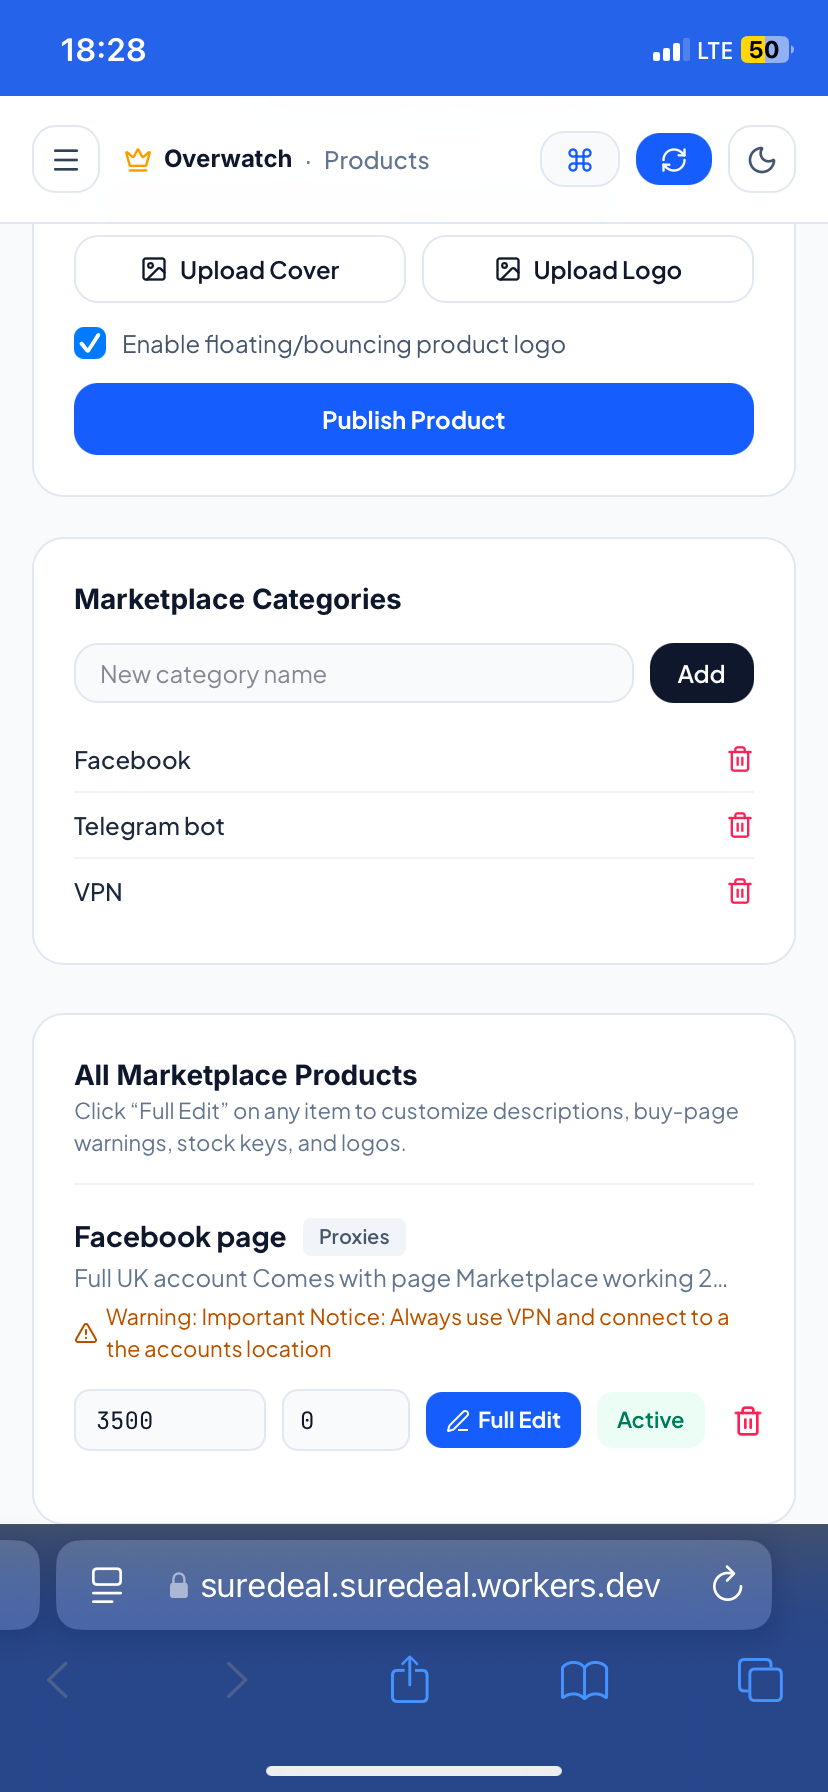 18:28
LTE 50
Overwatch · Products
Upload Cover
Upload Logo
Enable floating/bouncing product logo
Publish Product
Marketplace Categories
New category name
Add
Facebook
Telegram bot
VPN
All Marketplace Products
Click “Full Edit” on any item to customize descriptions, buy-page
warnings, stock keys, and logos.
Facebook page Proxies
Full UK account Comes with page Marketplace working 2...
Warning: Important Notice: Always use VPN and connect to a
the accounts location
3500 0 Full Edit Active
suredeal.suredeal.workers.dev